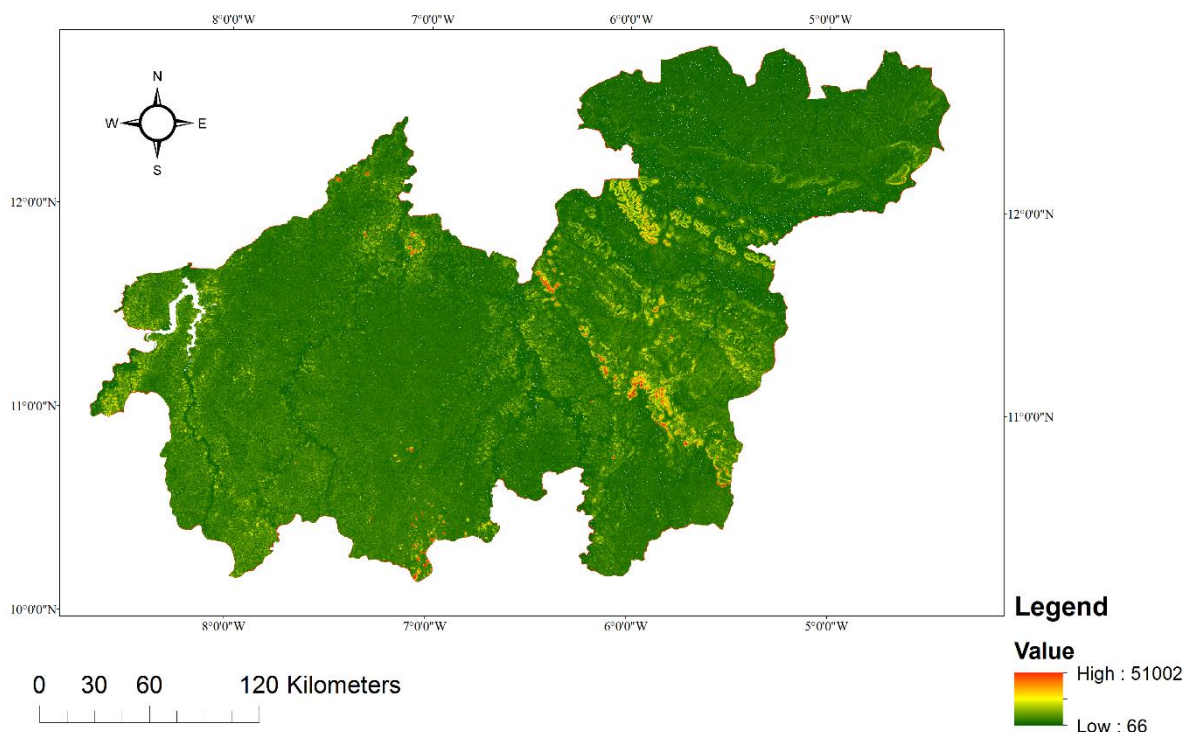 8°0'0"W 7°0'0"W 6°0'0"W 5°0'0"W
N
W E
S
12°0'0"N 12°0'0"N
11°0'0"N 11°0'0"N
10°0'0"N
8°0'0"W 7°0'0"W 6°0'0"W 5°0'0"W
Legend
Value
High : 51002
Low : 66
0 30 60 120 Kilometers